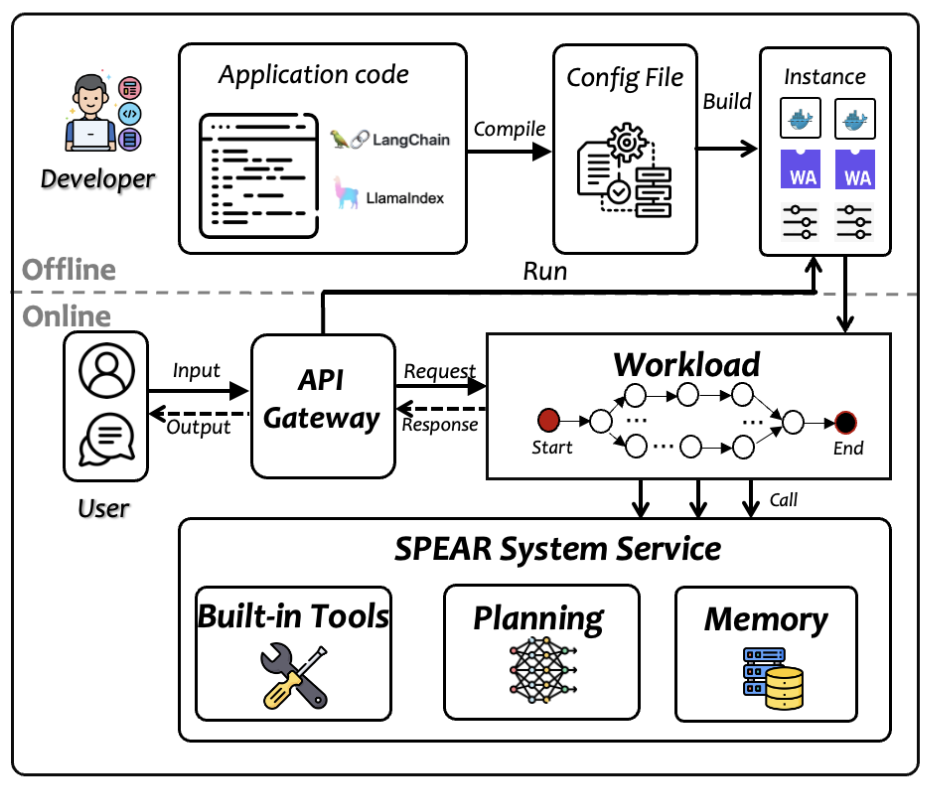 Application code
LangChain
LlamaIndex
Developer
Compile
Config File
Build
Instance
WA
WA
Offline
Run
Online
Input
Output
User
API
Gateway
Request
Response
Workload
...
...
...
...
Start
End
Call
SPEAR System Service
Built-in Tools
Planning
Memory